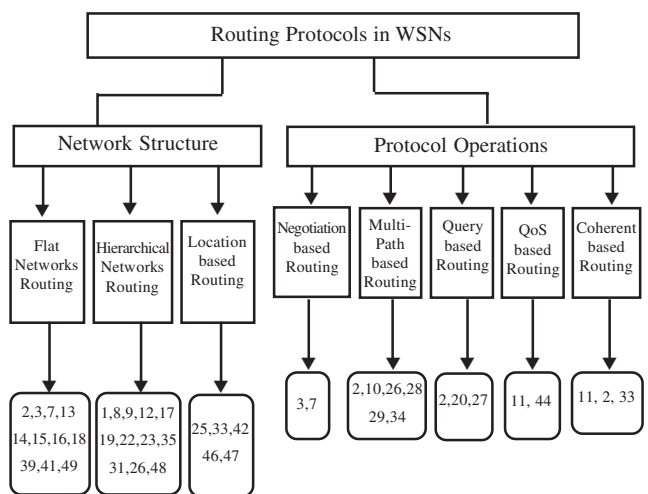 Routing Protocols in WSNs
Network Structure
Protocol Operations
Flat
Networks
Routing
Hierarchical
Networks
Routing
Location
based
Routing
Negotiation
based
Routing
Multi-
Path
based
Routing
Query
based
Routing
QoS
based
Routing
Coherent
based
Routing
2,3,7,13
14,15,16,18
39,41,49
1,8,9,12,17
19,22,23,35
31,26,48
25,33,42
46,47
3,7
2,10,26,28
29,34
2,20,27
11, 44
11, 2, 33